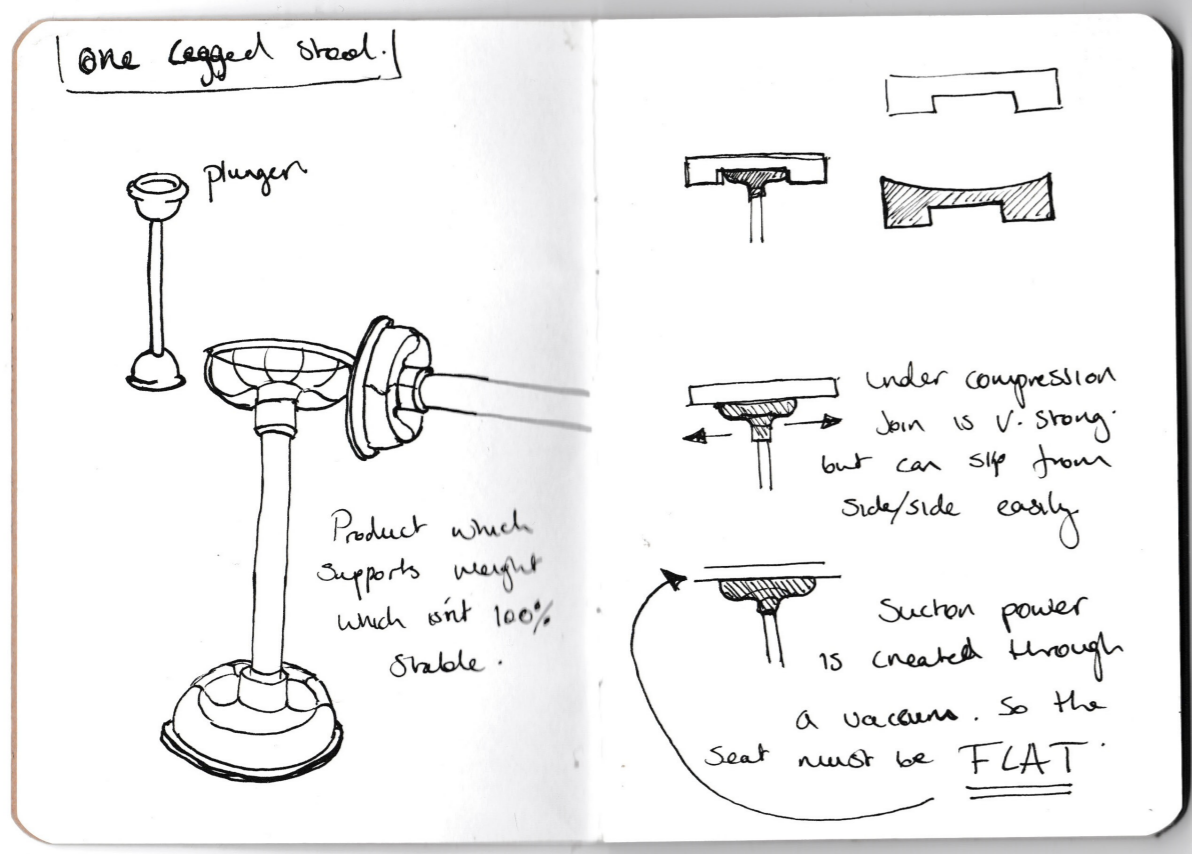 one legged stool.
plunger
Product which
supports weight
which isn't 100%
stable.
under compression
Join is V. strong.
but can slip from
side/side easily
Suction power
is created through
a vacuum. So the
seat must be FLAT.